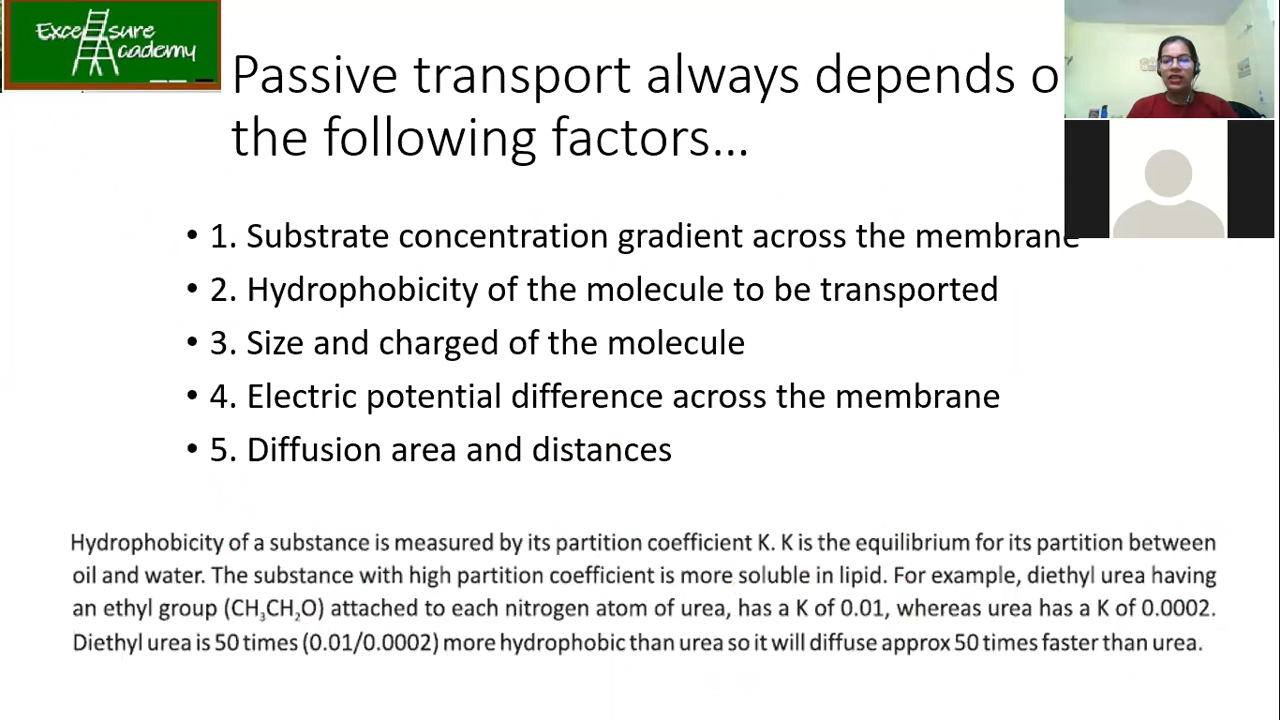 Exce sure
cademy
Passive transport always depends o
the following factors...
• 1. Substrate concentration gradient across the membrane
• 2. Hydrophobicity of the molecule to be transported
• 3. Size and charged of the molecule
• 4. Electric potential difference across the membrane
• 5. Diffusion area and distances
Hydrophobicity of a substance is measured by its partition coefficient K. K is the equilibrium for its partition between
oil and water. The substance with high partition coefficient is more soluble in lipid. For example, diethyl urea having
an ethyl group (CH₃CH₂O) attached to each nitrogen atom of urea, has a K of 0.01, whereas urea has a K of 0.0002.
Diethyl urea is 50 times (0.01/0.0002) more hydrophobic than urea so it will diffuse approx 50 times faster than urea.